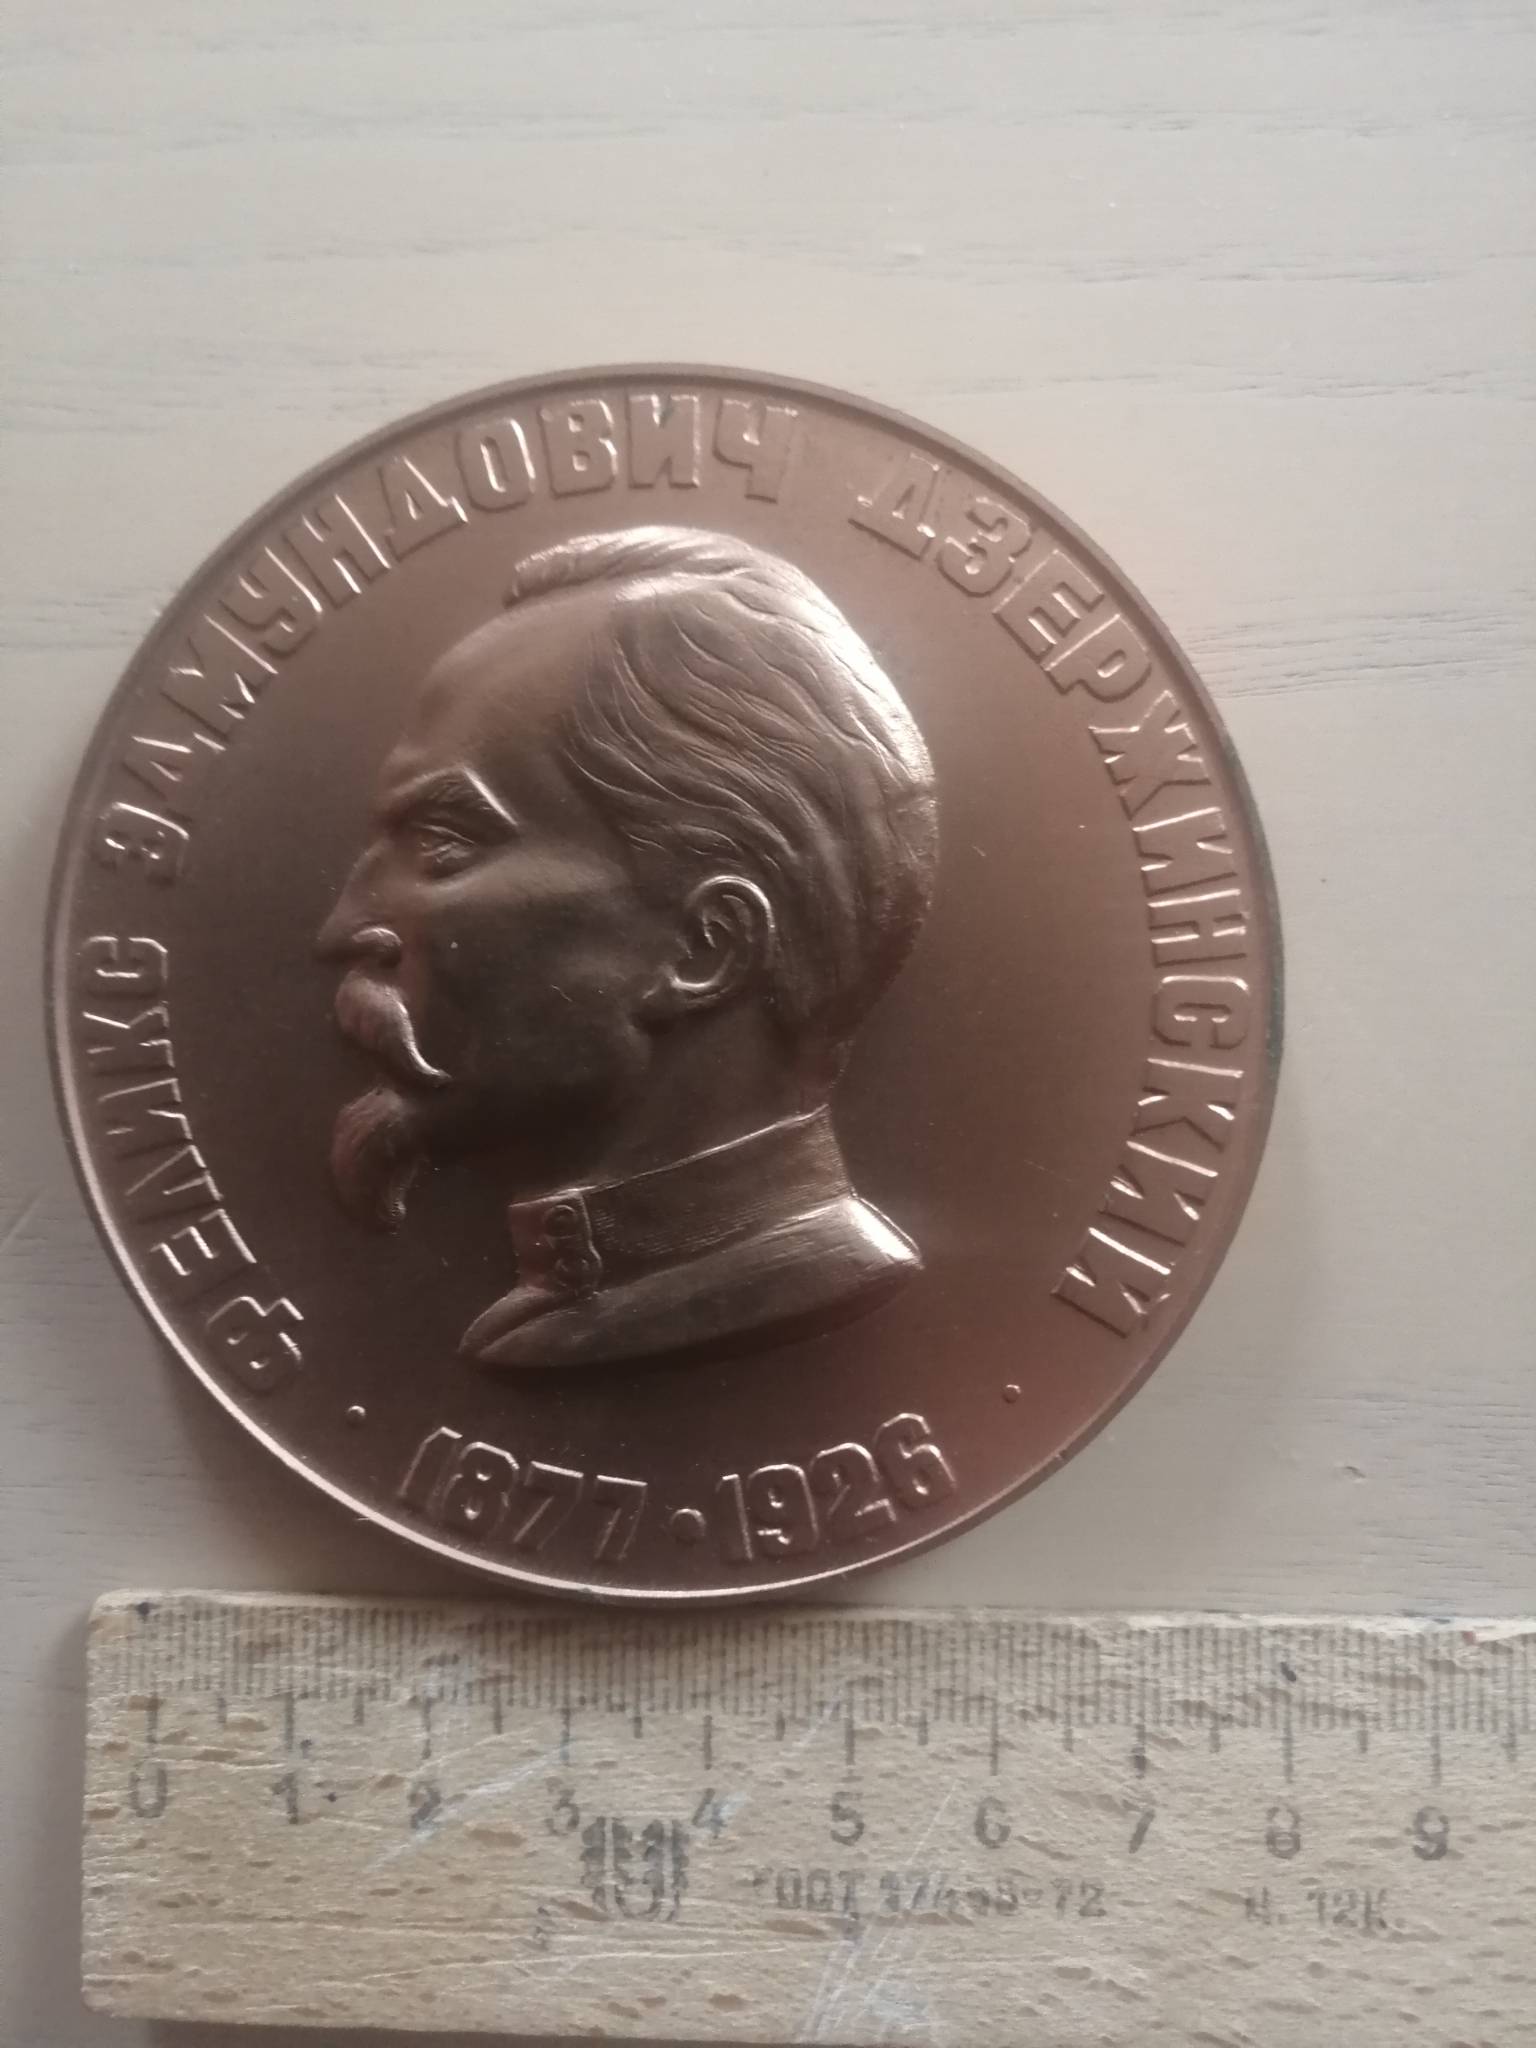 ФЕЛИКС ЭДМУНДОВИЧ ДЗЕРЖИНСКИЙ
1877 • 1926
0 1 2 3 4 5 6 7 8 9
ГОСТ 17435-72 Ц. 12К.